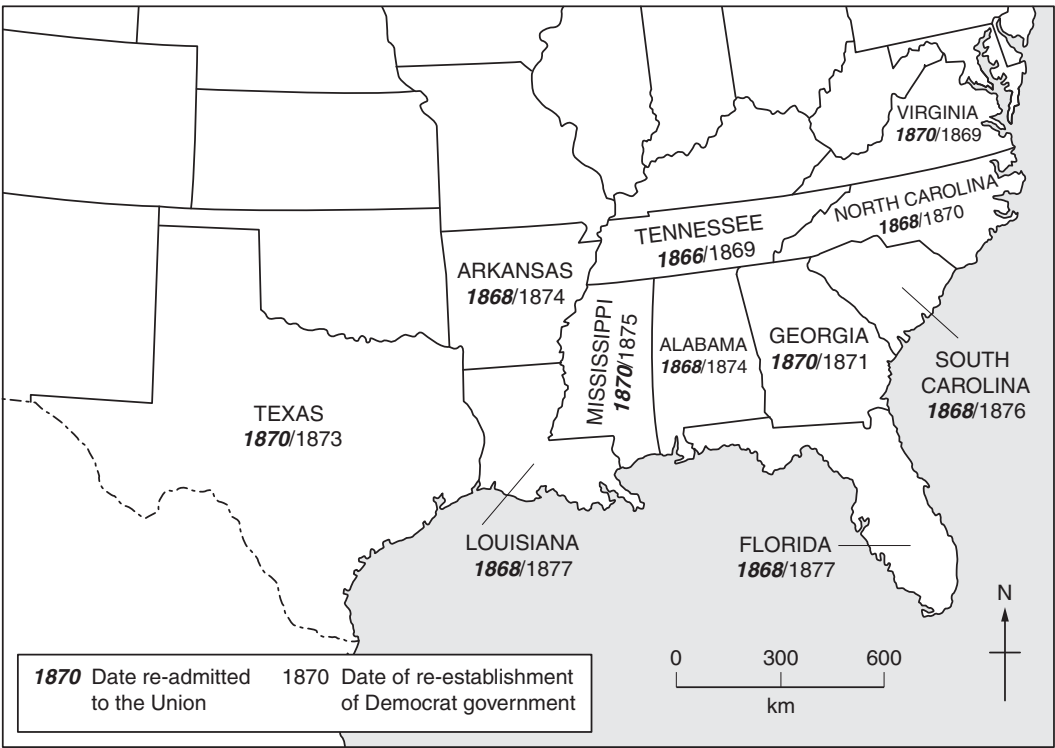 VIRGINIA
1870/1869
NORTH CAROLINA
1868/1870
TENNESSEE
1866/1869
ARKANSAS
1868/1874
MISSISSIPPI
1870/1875
ALABAMA
1868/1874
GEORGIA
1870/1871
SOUTH
CAROLINA
1868/1876
TEXAS
1870/1873
LOUISIANA
1868/1877
FLORIDA
1868/1877
N
0 300 600
km
1870 Date re-admitted
to the Union
1870 Date of re-establishment
of Democrat government